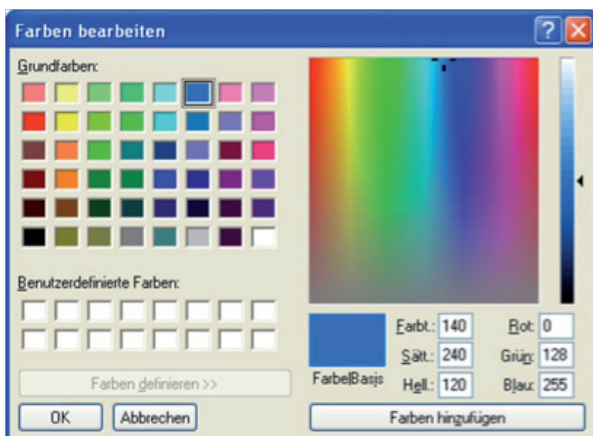 Farben bearbeiten
Grundfarben:
Benutzerdefinierte Farben:
Farben definieren >>
OK
Abbrechen
Farbe|Basis
Farbt.: 140
Rot: 0
Sätt.: 240
Grün: 128
Hell.: 120
Blau: 255
Farben hinzufügen